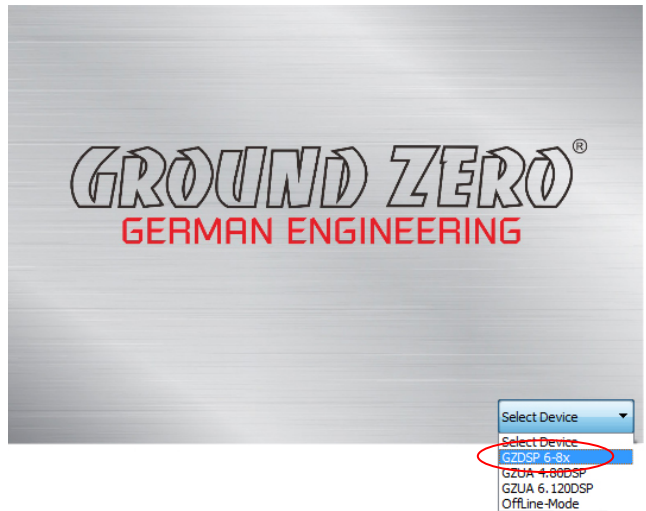 GROUND ZERO®
GERMAN ENGINEERING
Select Device
Select Device
GZDSP 6-8x
GZUA 4.80DSP
GZUA 6.120DSP
OffLine-Mode